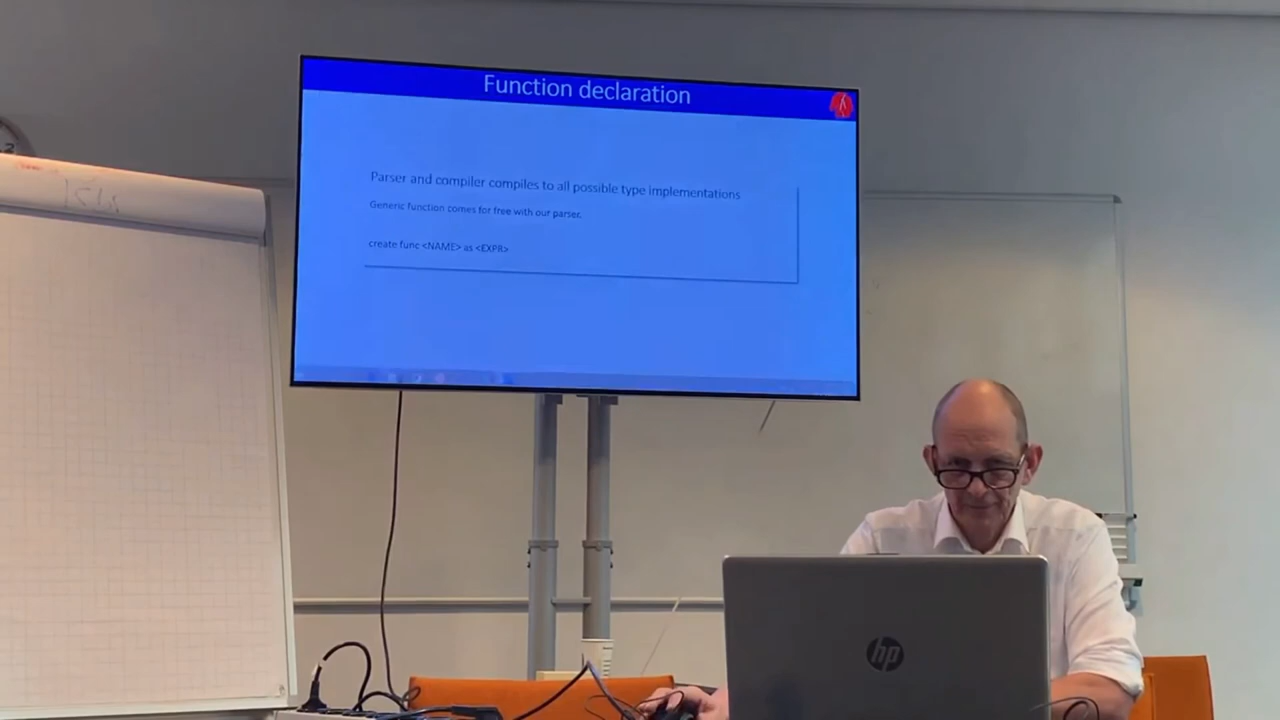 Function declaration
Parser and compiler compiles to all possible type implementations
Generic function comes for free with our parser.
create func <NAME> as <EXPR>
hp